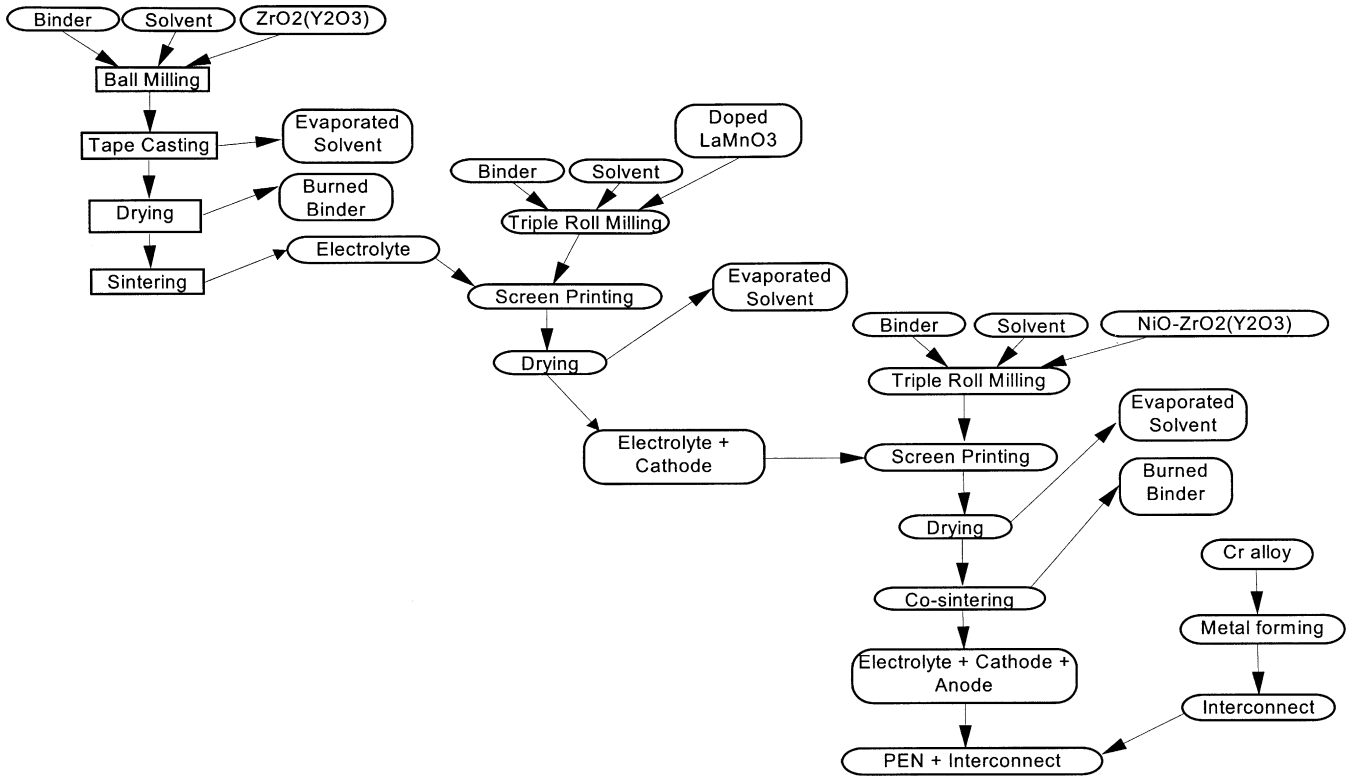 Binder
Solvent
ZrO2(Y2O3)
Ball Milling
Tape Casting
Evaporated
Solvent
Drying
Burned
Binder
Sintering
Electrolyte
Doped
LaMnO3
Binder
Solvent
Triple Roll Milling
Screen Printing
Evaporated
Solvent
Drying
Electrolyte +
Cathode
Binder
Solvent
NiO-ZrO2(Y2O3)
Triple Roll Milling
Evaporated
Solvent
Screen Printing
Burned
Binder
Drying
Co-sintering
Electrolyte + Cathode +
Anode
Cr alloy
Metal forming
Interconnect
PEN + Interconnect